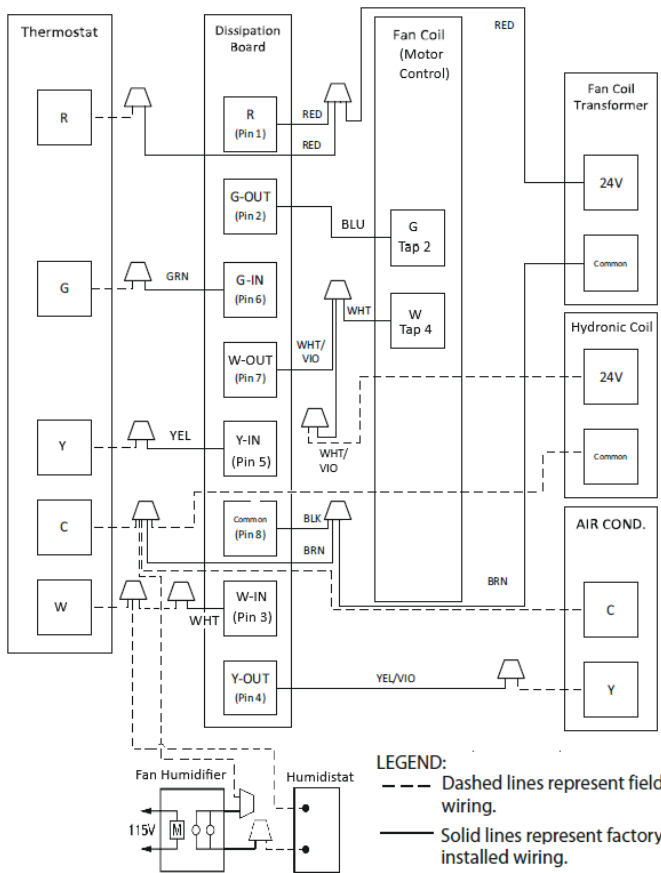 Thermostat
Dissipation
Board
Fan Coil
(Motor
Control)
RED
Fan Coil
Transformer
R
R
(Pin 1)
RED
RED
24V
G-OUT
(Pin 2)
BLU
G
Tap 2
Common
G
GRN
G-IN
(Pin 6)
WHT
W
Tap 4
Hydronic Coil
W-OUT
(Pin 7)
WHT/
VIO
24V
Y
YEL
Y-IN
(Pin 5)
WHT/
VIO
Common
C
Common
(Pin 8)
BLK
BRN
AIR COND.
BRN
C
W
WHT
W-IN
(Pin 3)
Y-OUT
(Pin 4)
YEL/VIO
Y
Fan Humidifier
Humidistat
115V
M
LEGEND:
Dashed lines represent field
wiring.
Solid lines represent factory
installed wiring.